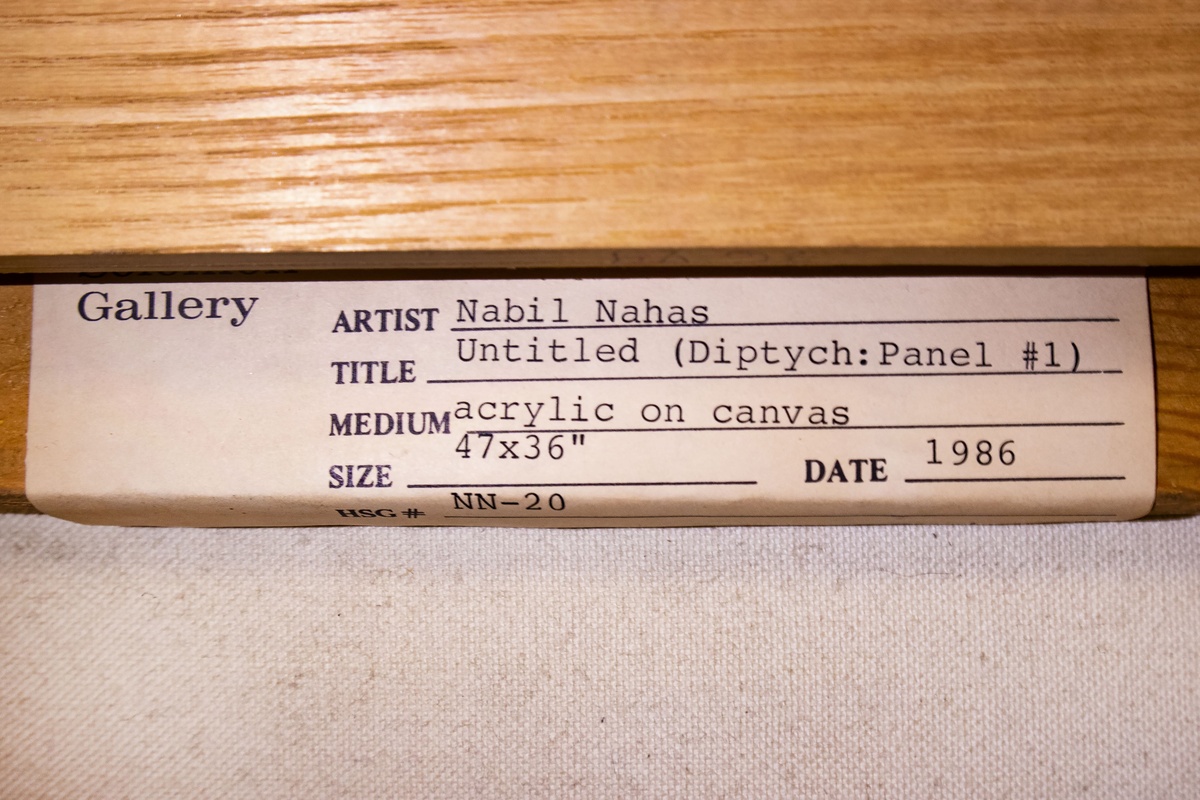 Gallery
ARTIST Nabil Nahas
TITLE Untitled (Diptych:Panel #1)
MEDIUM acrylic on canvas
SIZE 47x36" DATE 1986
HSG # NN-20